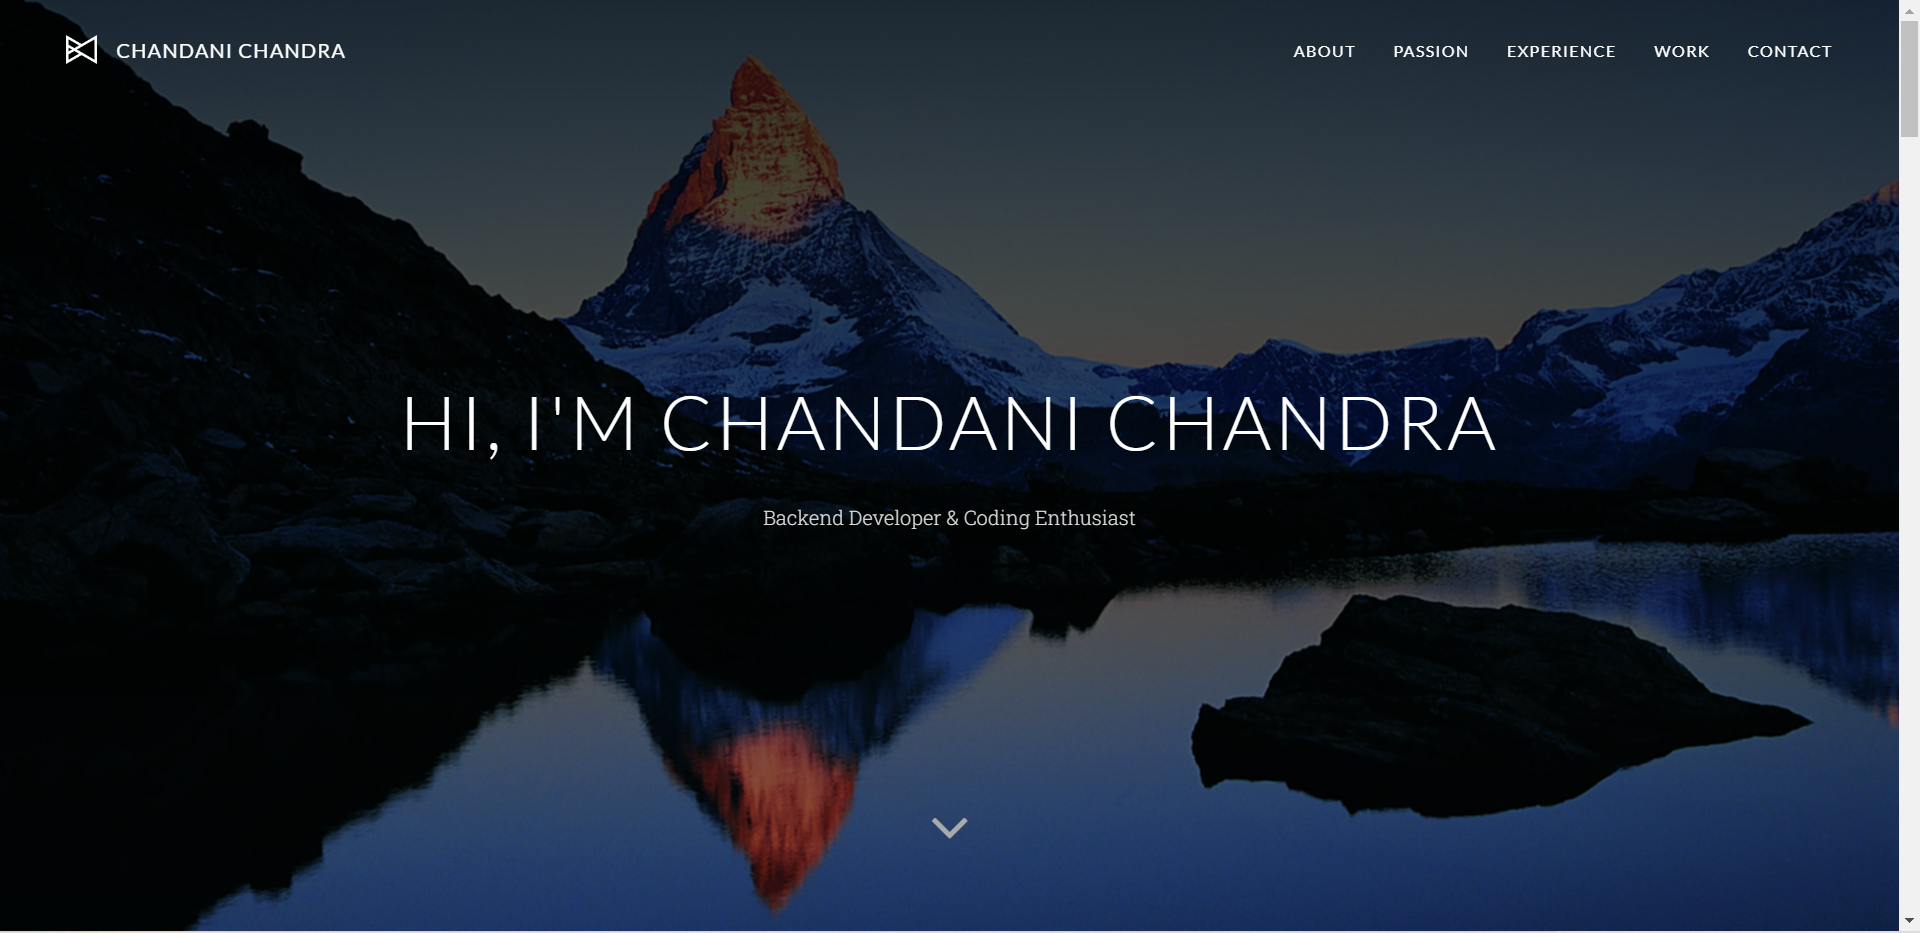 CHANDANI CHANDRA
ABOUT PASSION EXPERIENCE WORK CONTACT
HI, I'M CHANDANI CHANDRA
Backend Developer & Coding Enthusiast